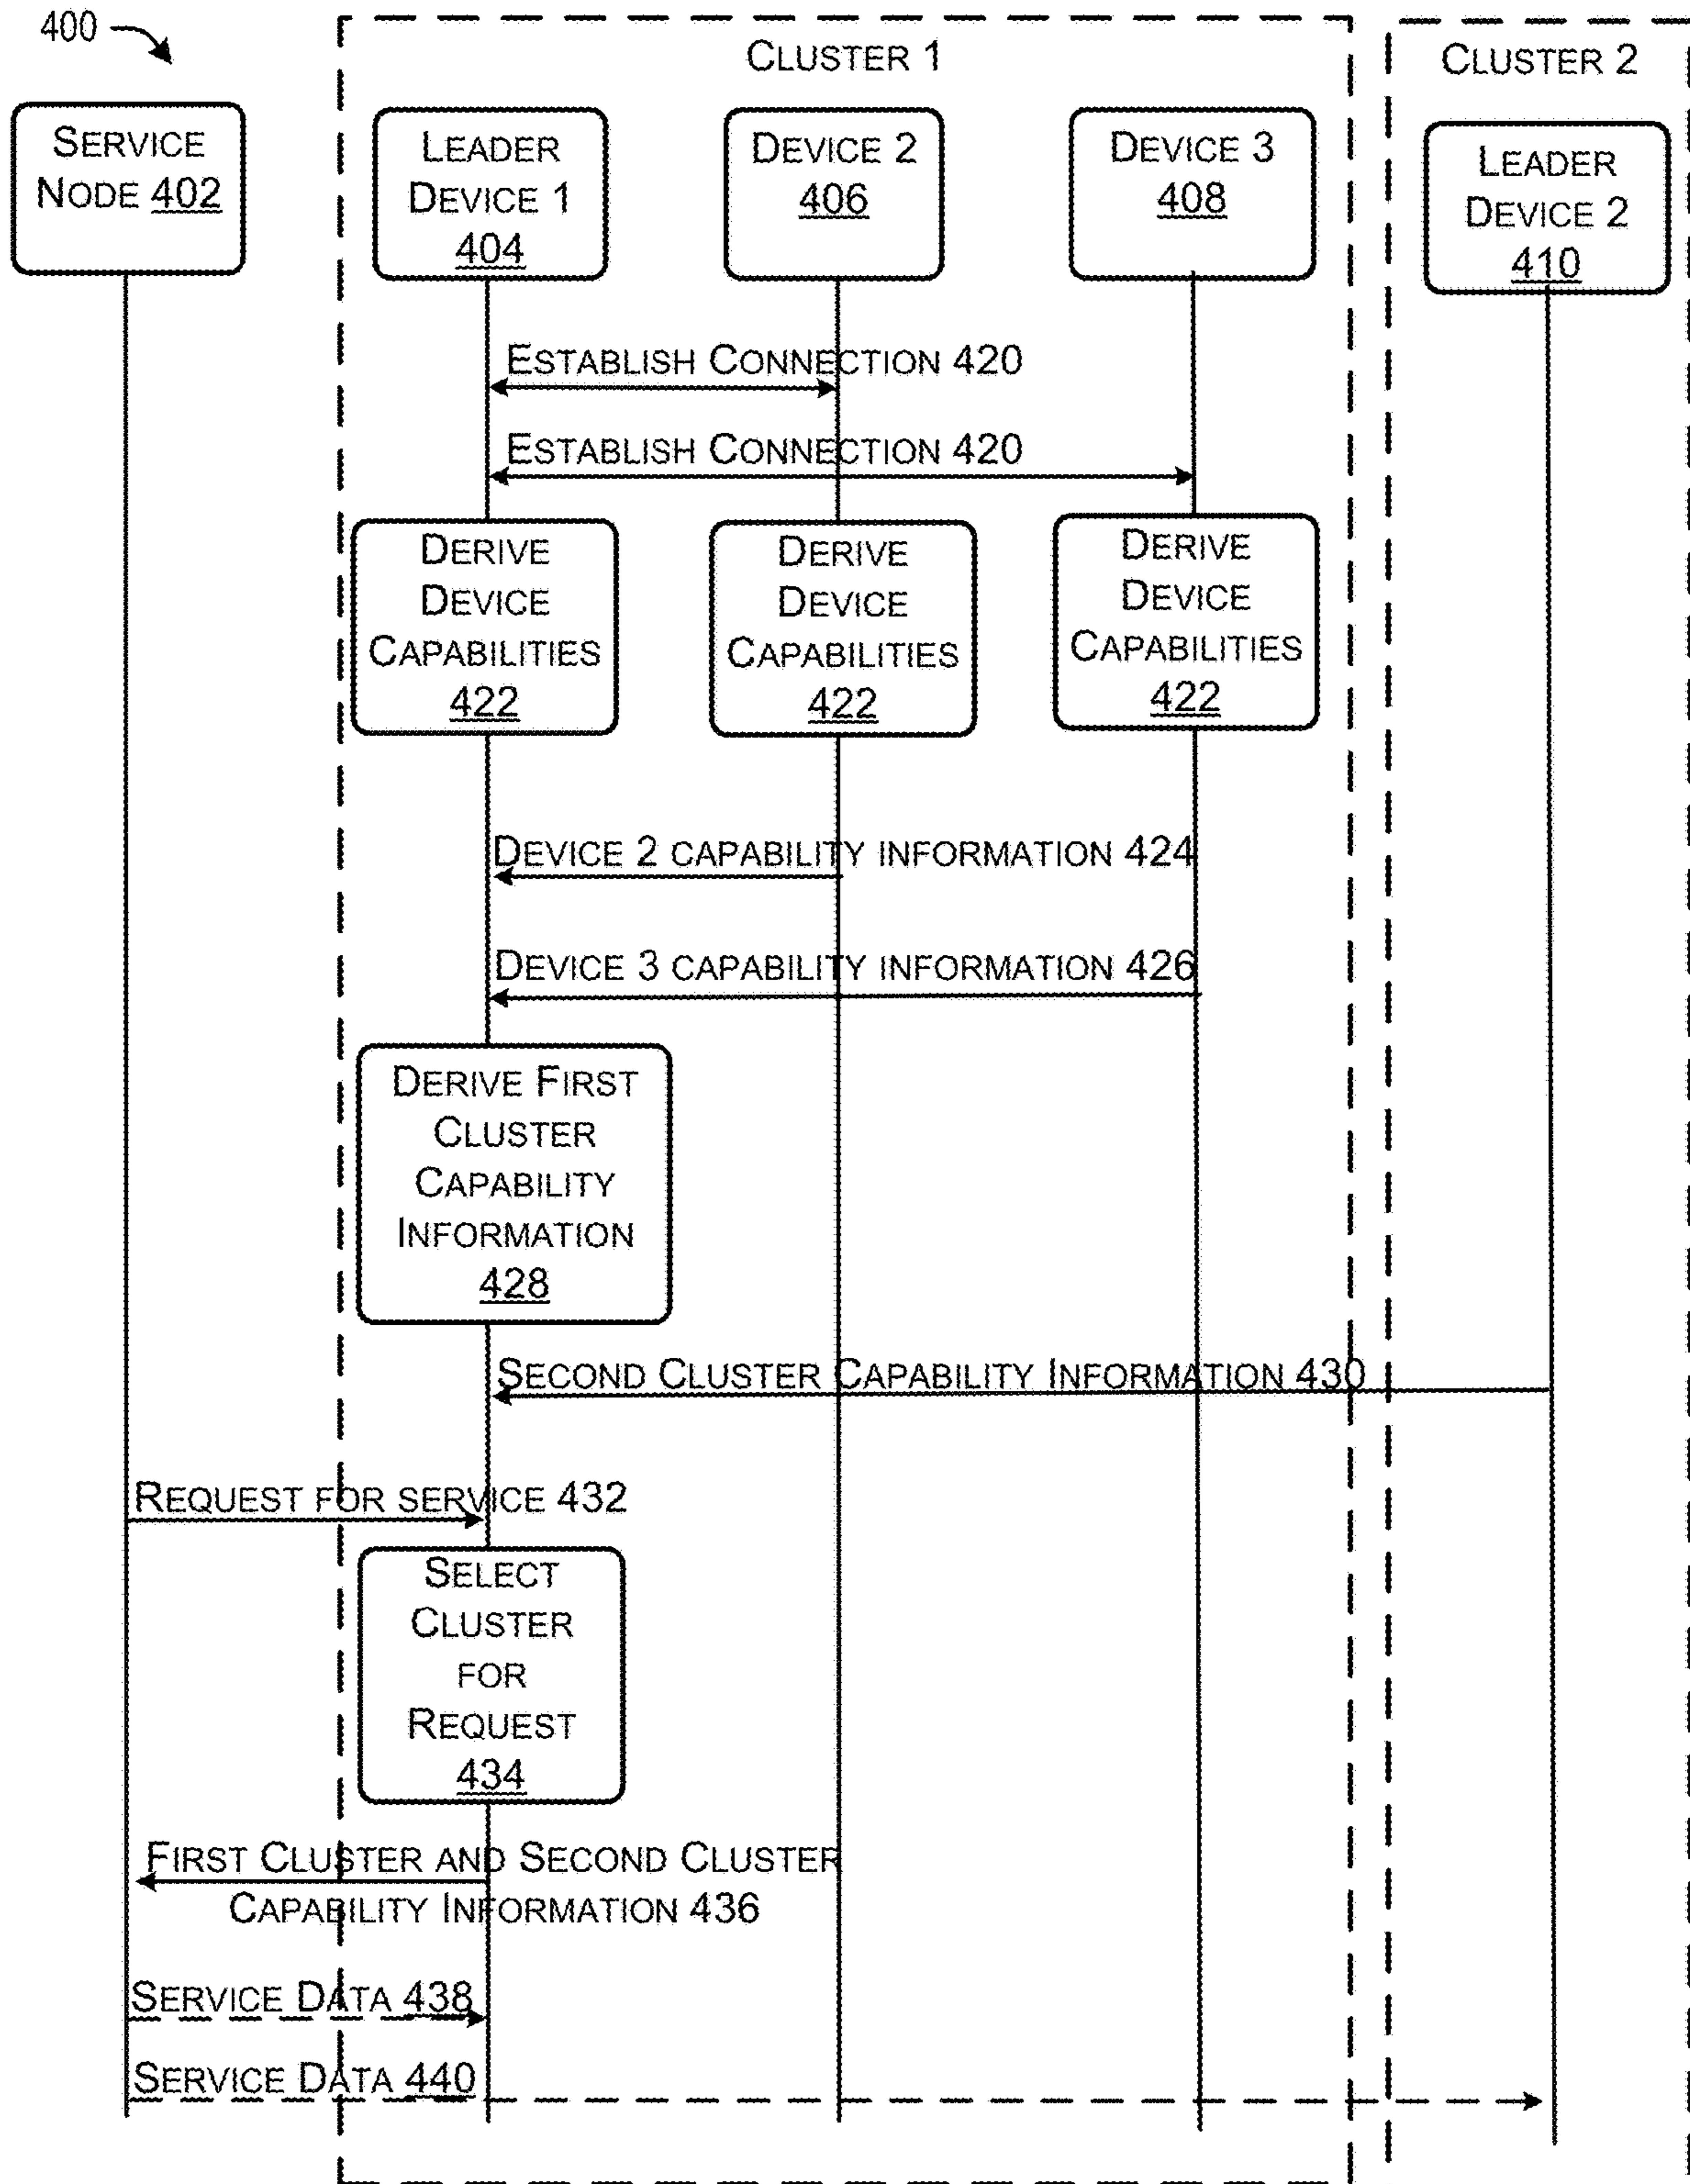 400
CLUSTER 1
CLUSTER 2
SERVICE
NODE 402
LEADER
DEVICE 1
404
DEVICE 2
406
DEVICE 3
408
LEADER
DEVICE 2
410
ESTABLISH CONNECTION 420
ESTABLISH CONNECTION 420
DERIVE
DEVICE
CAPABILITIES
422
DERIVE
DEVICE
CAPABILITIES
422
DERIVE
DEVICE
CAPABILITIES
422
DEVICE 2 CAPABILITY INFORMATION 424
DEVICE 3 CAPABILITY INFORMATION 426
DERIVE FIRST
CLUSTER
CAPABILITY
INFORMATION
428
SECOND CLUSTER CAPABILITY INFORMATION 430
REQUEST FOR SERVICE 432
SELECT
CLUSTER
FOR
REQUEST
434
FIRST CLUSTER AND SECOND CLUSTER
CAPABILITY INFORMATION 436
SERVICE DATA 438
SERVICE DATA 440